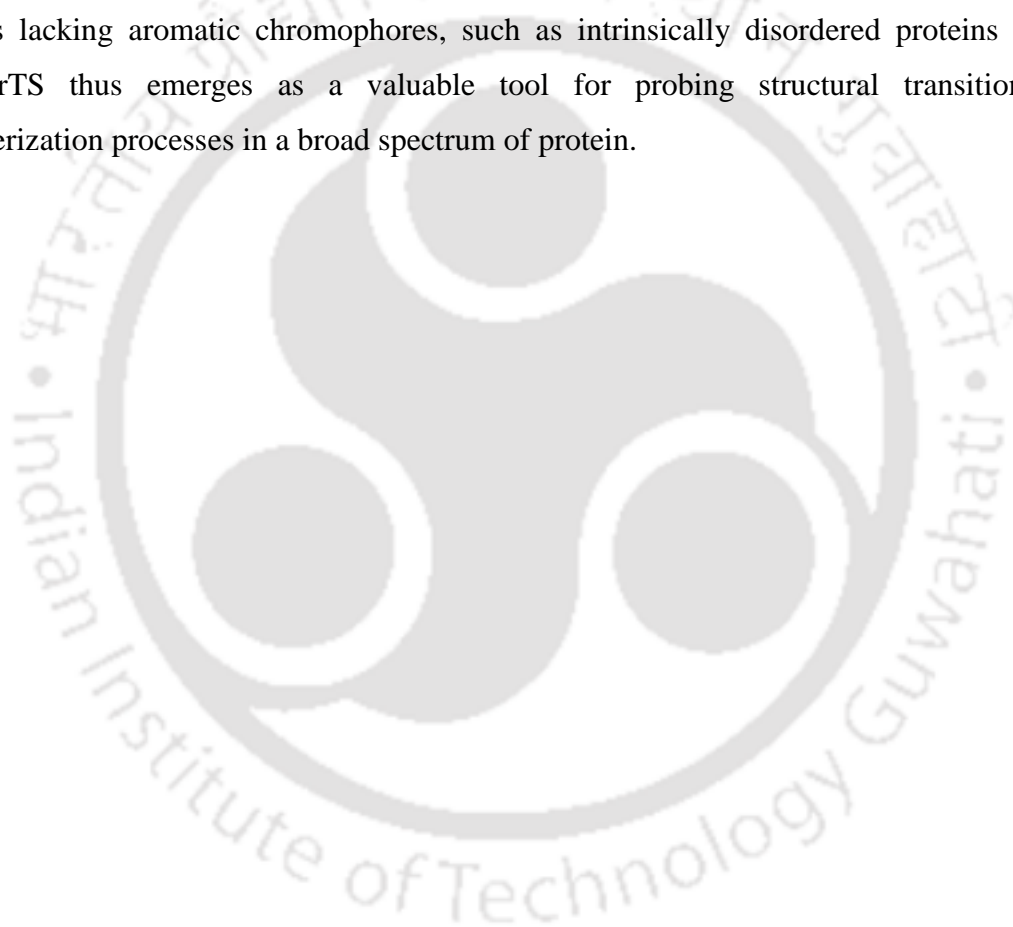 s lacking aromatic chromophores, such as intrinsically disordered proteins
rTS thus emerges as a valuable tool for probing structural transition
erization processes in a broad spectrum of protein.
• Indian Institute of Technology Guwahati •